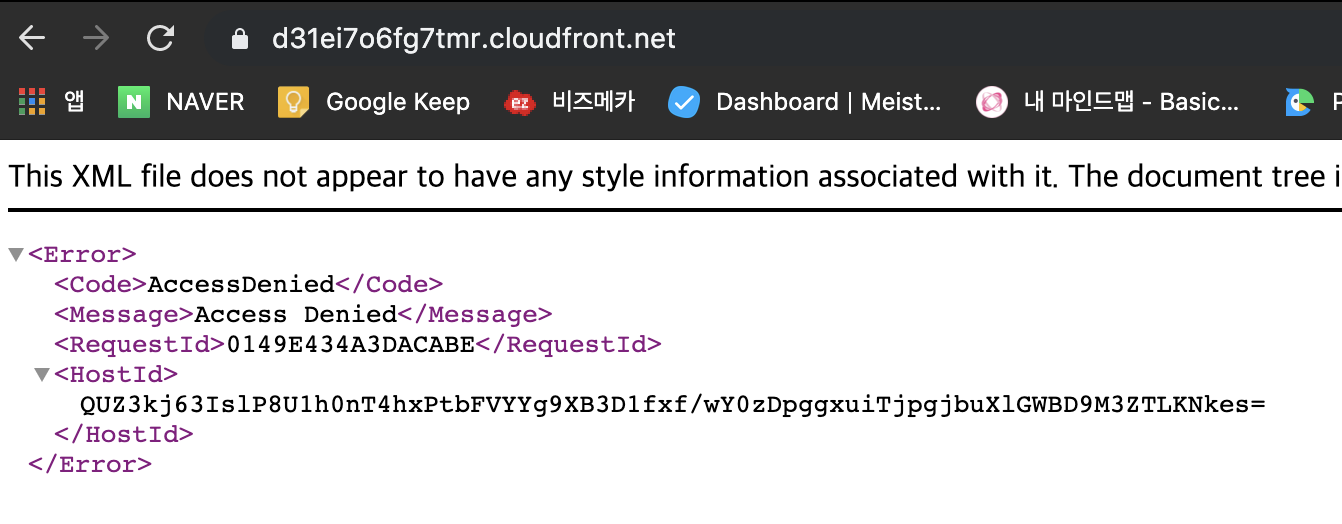 d31ei7o6fg7tmr.cloudfront.net
앱 N NAVER Google Keep ez 비즈메카 Dashboard | Meist... 내 마인드맵 - Basic... P
This XML file does not appear to have any style information associated with it. The document tree i
▼<Error>
<Code>AccessDenied</Code>
<Message>Access Denied</Message>
<RequestId>0149E434A3DACABE</RequestId>
▼<HostId>
QUZ3kj63IslP8U1h0nT4hxPtbFVYYg9XB3D1fxf/wY0zDpggxuiTjpgjbuXlGWBD9M3ZTLKNkes=
</HostId>
</Error>